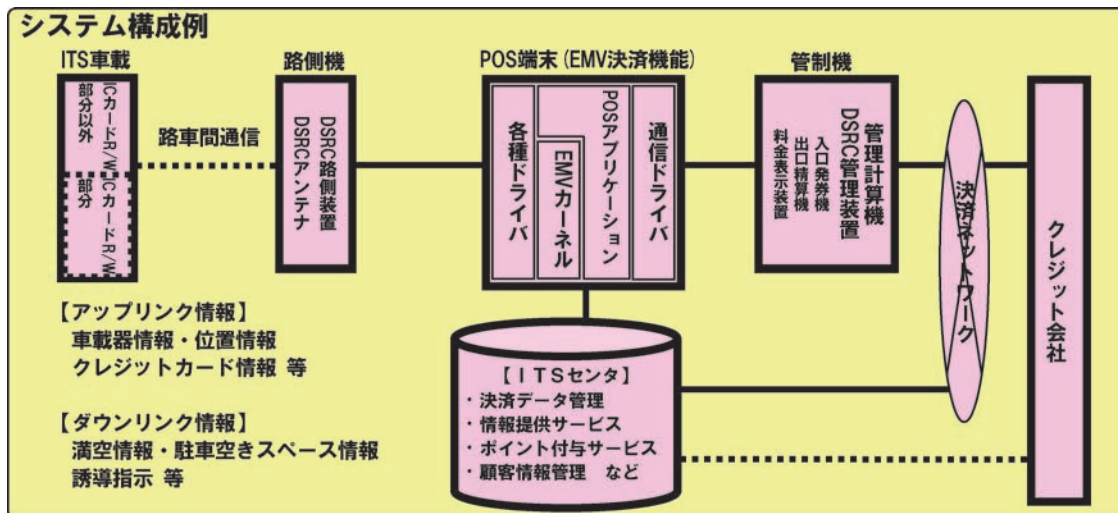 システム構成例
ITS車載
ICカードR/W
部分以外
ICカードR/W
部分
路車間通信
路側機
DSRC路側装置
DSRCアンテナ
POS端末(EMV決済機能)
各種ドライバ
POSアプリケーション
EMVカーネル
通信ドライバ
管制機
管理計算機
DSRC管理装置
入口発券機
出口精算機
料金表示装置
決済ネットワーク
クレジット会社
【アップリンク情報】
車載器情報・位置情報
クレジットカード情報 等
【ダウンリンク情報】
満空情報・駐車空きスペース情報
誘導指示 等
【ITSセンタ】
・決済データ管理
・情報提供サービス
・ポイント付与サービス
・顧客情報管理 など